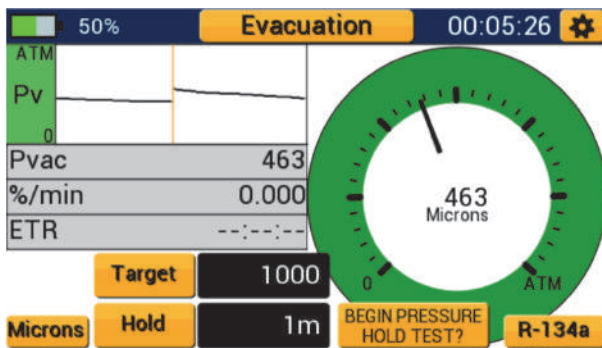 50%
Evacuation
00:05:26
ATM
Pv
0
Pvac 463
%/min 0.000
ETR --:--:--
463
Microns
0
ATM
Target 1000
Hold 1m
Microns
BEGIN PRESSURE
HOLD TEST?
R-134a